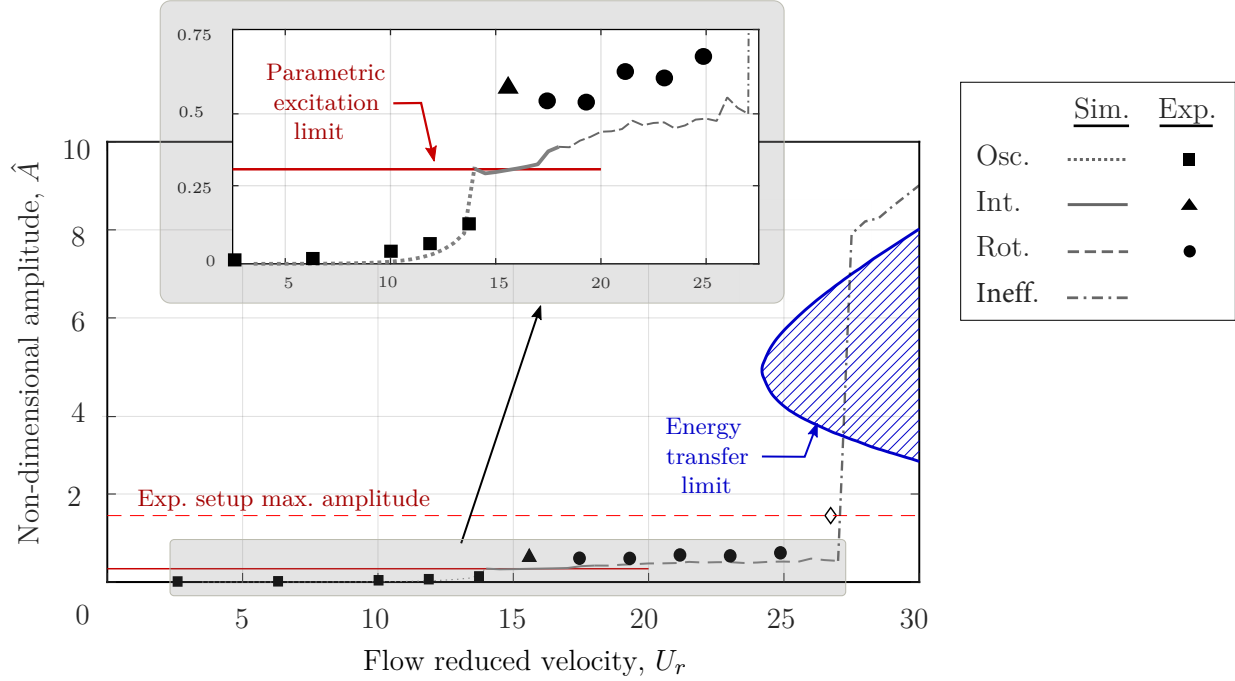 0.75
0.5
0.25
0
5
10
15
20
25
Parametric
excitation
limit
Sim. Exp.
Osc.
Int.
Rot.
Ineff.
10
8
6
4
2
0
Non-dimensional amplitude, Â
Energy
transfer
limit
Exp. setup max. amplitude
5
10
15
20
25
30
Flow reduced velocity, U_r